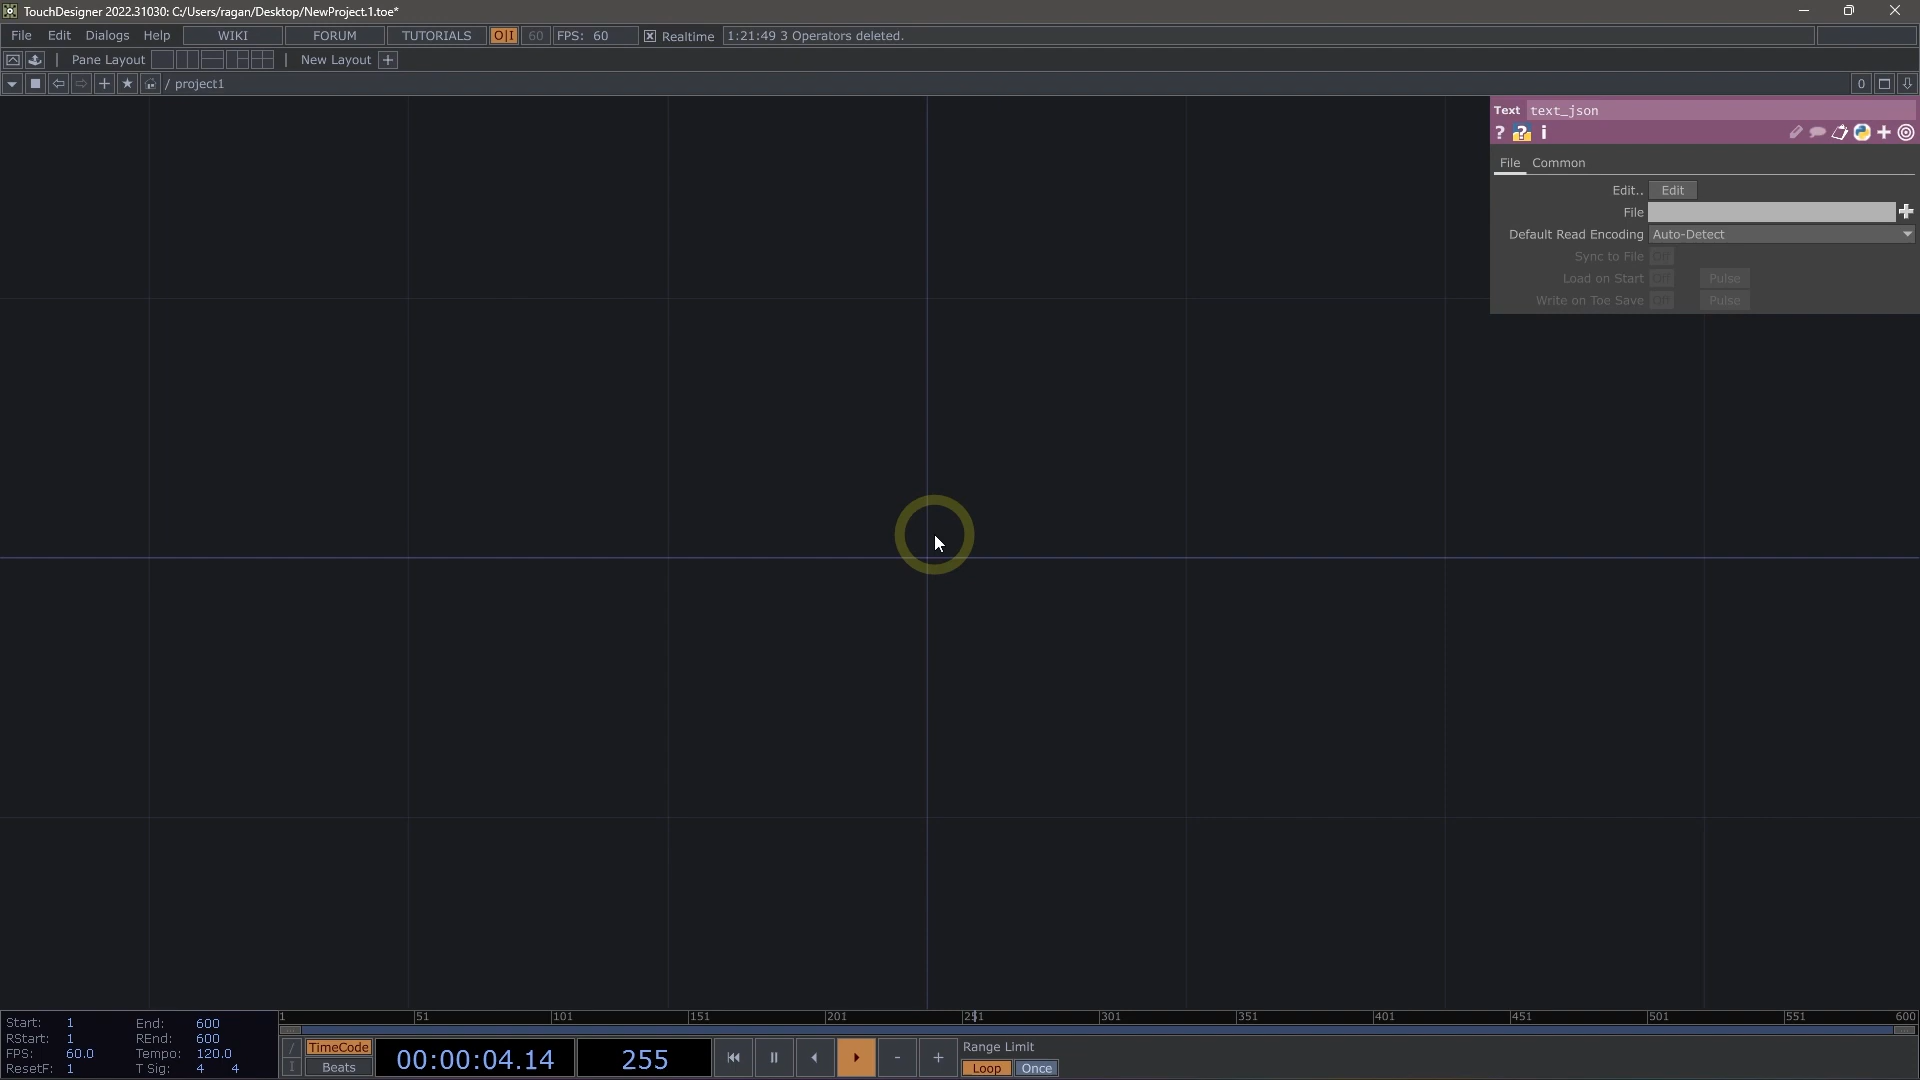 TouchDesigner 2022.31030: C:/Users/ragan/Desktop/NewProject.1.toe*
File Edit Dialogs Help WIKI FORUM TUTORIALS O|I 60 FPS: 60 Realtime 1:21:49 3 Operators deleted.
Pane Layout New Layout +
/ project1 0
Text text_json
File Common
Edit.. Edit
File
Default Read Encoding Auto-Detect
Sync to File Off
Load on Start Off Pulse
Write on Toe Save Off Pulse
1 51 101 151 201 251 301 351 401 451 501 551 600
Start: 1 End: 600
RStart: 1 REnd: 600
FPS: 60.0 Tempo: 120.0
ResetF: 1 T Sig: 4 4
TimeCode
Beats
00:00:04.14 255
- +
Range Limit
Loop Once